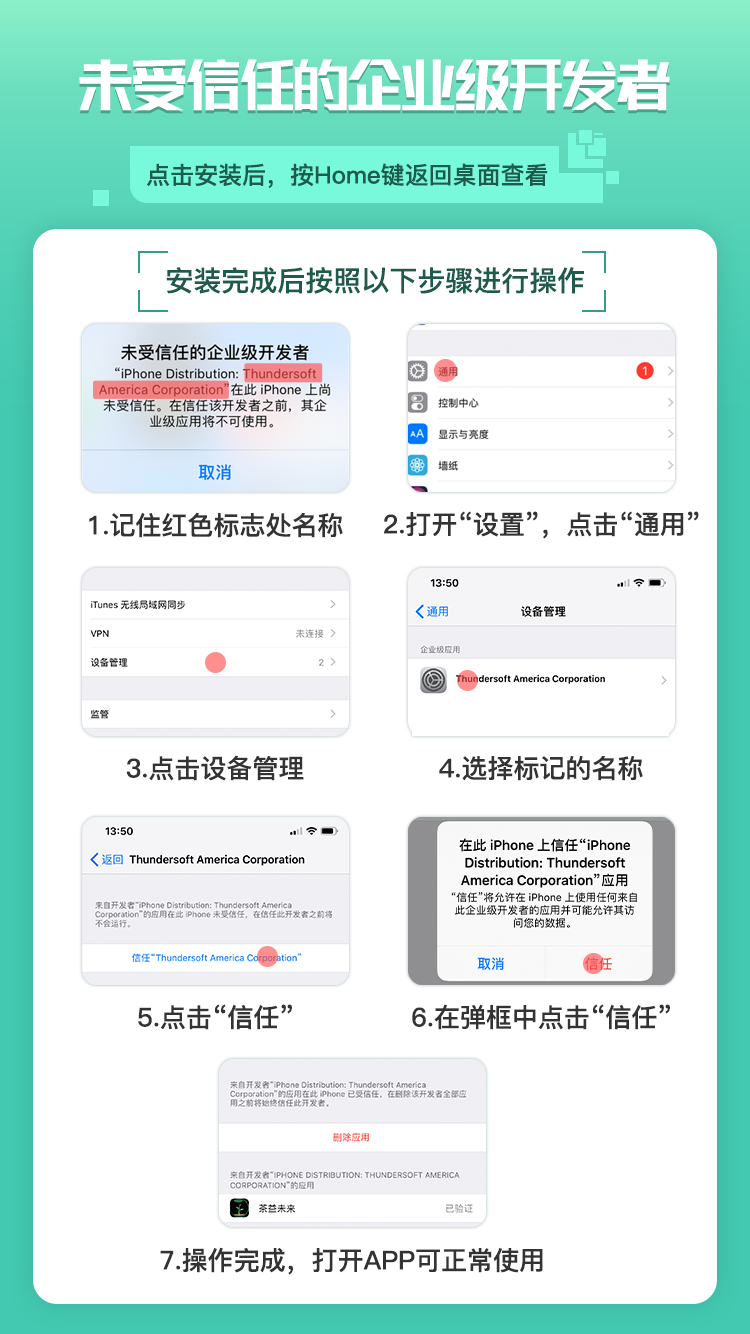 未受信任的企业级开发者
点击安装后，按Home键返回桌面查看
安装完成后按照以下步骤进行操作
未受信任的企业级开发者
“iPhone Distribution: Thundersoft
America Corporation”在此 iPhone 上尚
未受信任。在信任该开发者之前，其企
业级应用将不可使用。
取消
1.记住红色标志处名称
通用
1
控制中心
AA
显示与亮度
墙纸
2.打开“设置”，点击“通用”
iTunes 无线局域网同步
VPN
未连接
设备管理
2
监管
3.点击设备管理
13:50
通用
设备管理
企业级应用
Thundersoft America Corporation
4.选择标记的名称
13:50
返回
Thundersoft America Corporation
来自开发者“iPhone Distribution: Thundersoft America
Corporation”的应用在此 iPhone 未受信任，在信任此开发者之前将
不会运行。
信任“Thundersoft America Corporation”
5.点击“信任”
在此 iPhone 上信任“iPhone
Distribution: Thundersoft
America Corporation”应用
“信任”将允许在 iPhone 上使用任何来自
此企业级开发者的应用并可能允许其访
问您的数据。
取消
信任
6.在弹框中点击“信任”
来自开发者“iPhone Distribution: Thundersoft America
Corporation”的应用在此 iPhone 已受信任，在删除该开发者全部应
用之前将始终信任此开发者。
删除应用
来自开发者“IPHONE DISTRIBUTION: THUNDERSOFT AMERICA
CORPORATION”的应用
茶益未来
已验证
7.操作完成，打开APP可正常使用